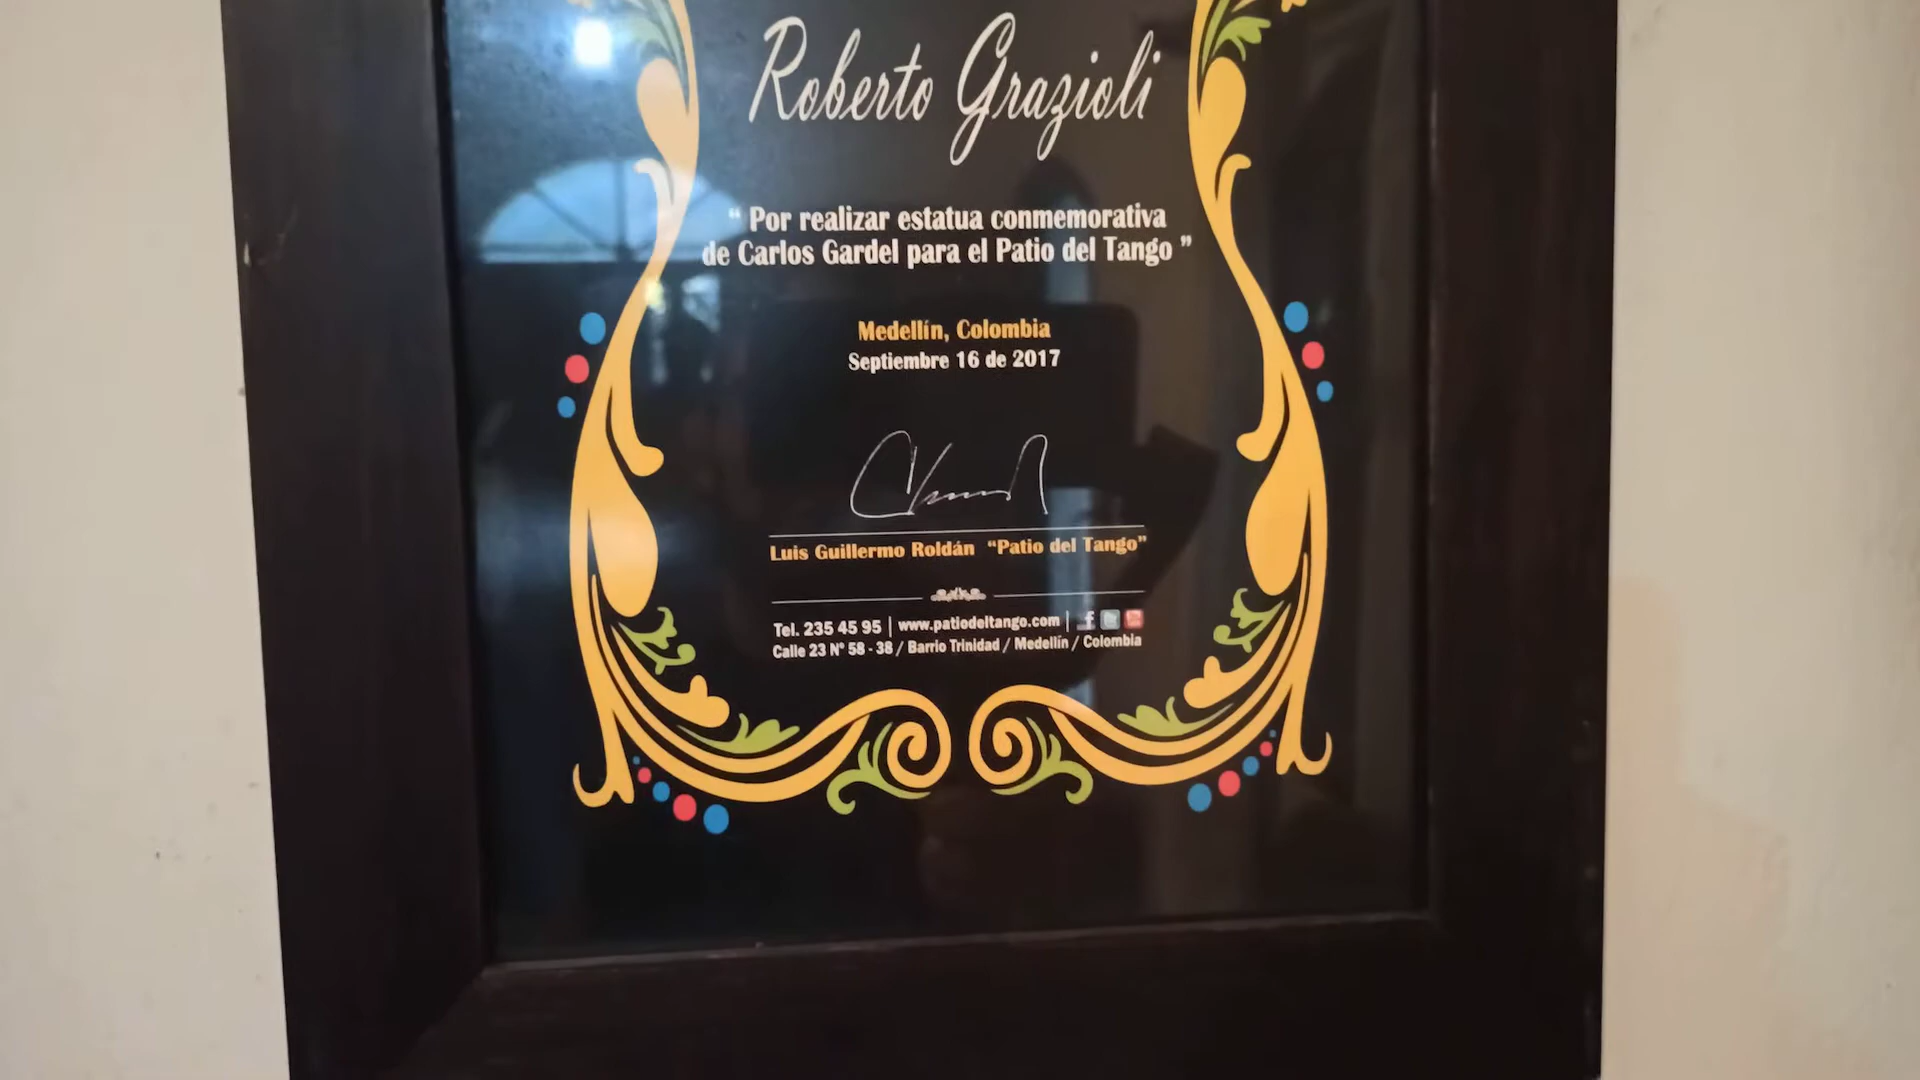 Roberto Grazioli
“ Por realizar estatua conmemorativa
de Carlos Gardel para el Patio del Tango ”
Medellín, Colombia
Septiembre 16 de 2017
Luis Guillermo Roldán “Patio del Tango”
Tel. 235 45 95 | www.patiodeltango.com | f
Calle 23 Nº 58 - 38 / Barrio Trinidad / Medellín / Colombia